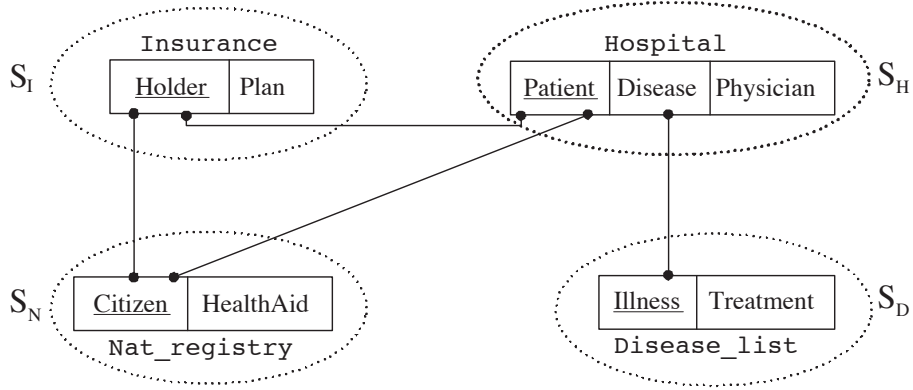 Insurance
S_I Holder Plan
Hospital
Patient Disease Physician S_H
S_N Citizen HealthAid
Nat_registry
Illness Treatment S_D
Disease_list